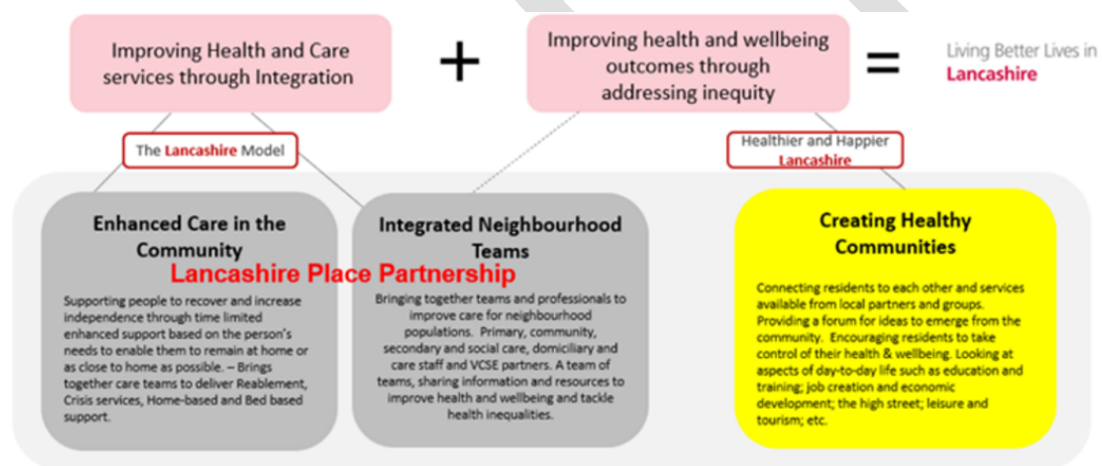 Improving Health and Care
services through Integration
+
Improving health and wellbeing
outcomes through
addressing inequity
=
Living Better Lives in
Lancashire
The Lancashire Model
Healthier and Happier
Lancashire
Enhanced Care in the
Community
Supporting people to recover and increase
independence through time limited
enhanced support based on the person's
needs to enable them to remain at home or
as close to home as possible. – Brings
together care teams to deliver Reablement,
Crisis services, Home-based and Bed based
support.
Lancashire Place Partnership
Integrated Neighbourhood
Teams
Bringing together teams and professionals to
improve care for neighbourhood
populations. Primary, community,
secondary and social care, domiciliary and
care staff and VCSE partners. A team of
teams, sharing information and resources to
improve health and wellbeing and tackle
health inequalities.
Creating Healthy
Communities
Connecting residents to each other and services
available from local partners and groups.
Providing a forum for ideas to emerge from the
community. Encouraging residents to take
control of their health & wellbeing. Looking at
aspects of day-to-day life such as education and
training; job creation and economic
development; the high street; leisure and
tourism; etc.